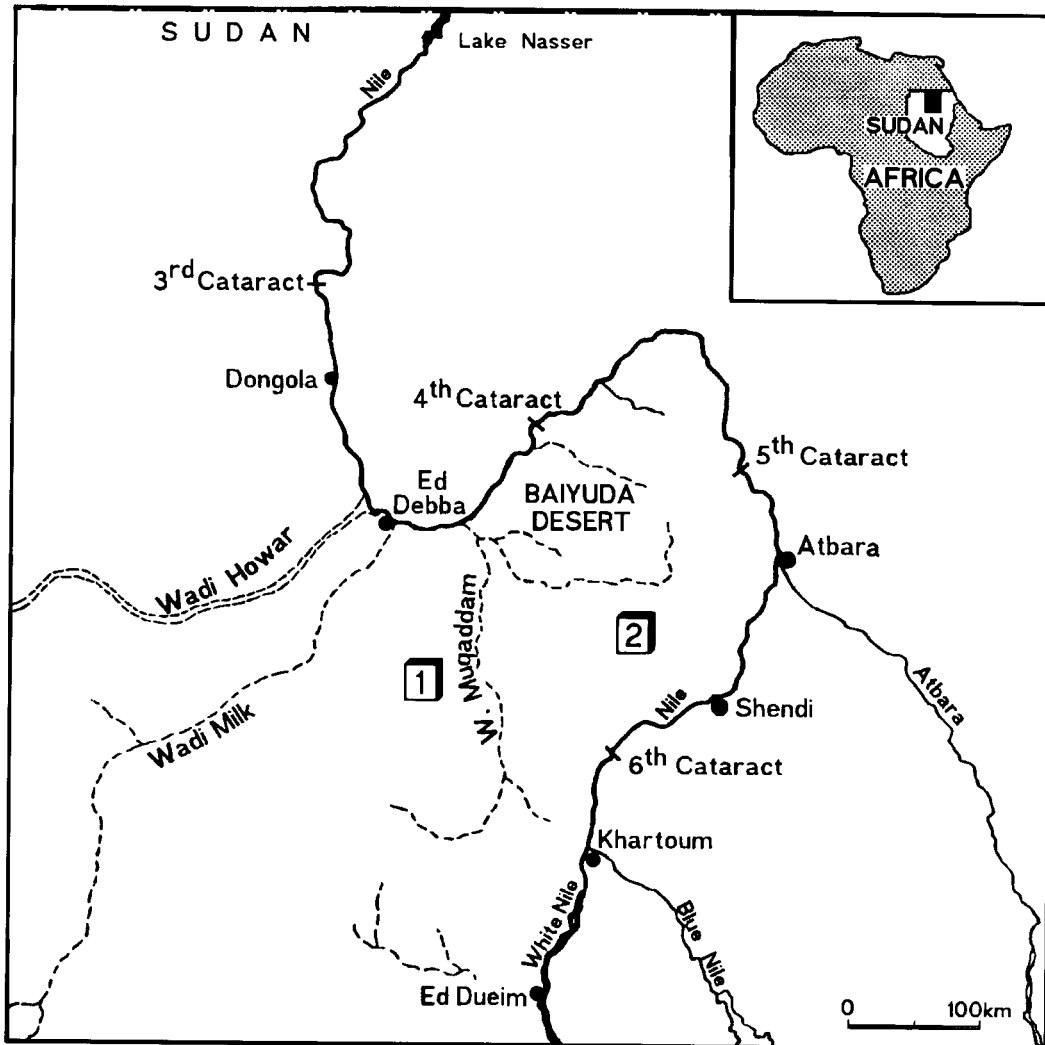 SUDAN
Lake Nasser
Nile
SUDAN
AFRICA
3rd Cataract
Dongola
4th Cataract
5th Cataract
Ed
Debba
BAIYUDA
DESERT
Wadi Howar
Atbara
W. Muqaddam
2
1
Atbara
Wadi Milk
Nile
Shendi
6th Cataract
Khartoum
White Nile
Blue Nile
Ed Dueim
0 100km